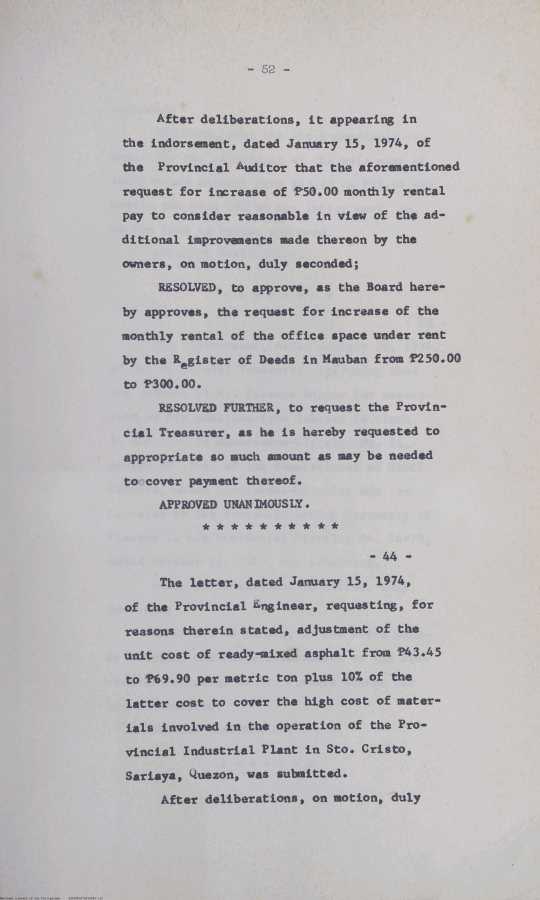 - 52 -
After deliberations, it appearing in
the indorsement, dated January 15, 1974, of
the Provincial Auditor that the aforementioned
request for increase of ₱50.00 monthly rental
pay to consider reasonable in view of the ad-
ditional improvements made thereon by the
owners, on motion, duly seconded;
RESOLVED, to approve, as the Board here-
by approves, the request for increase of the
monthly rental of the office space under rent
by the Register of Deeds in Mauban from ₱250.00
to ₱300.00.
RESOLVED FURTHER, to request the Provin-
cial Treasurer, as he is hereby requested to
appropriate so much amount as may be needed
to cover payment thereof.
APPROVED UNANIMOUSLY.
* * * * * * * * * *
- 44 -
The letter, dated January 15, 1974,
of the Provincial Engineer, requesting, for
reasons therein stated, adjustment of the
unit cost of ready-mixed asphalt from ₱43.45
to ₱69.90 per metric ton plus 10% of the
latter cost to cover the high cost of mater-
ials involved in the operation of the Pro-
vincial Industrial Plant in Sto. Cristo,
Sariaya, Quezon, was submitted.
After deliberations, on motion, duly